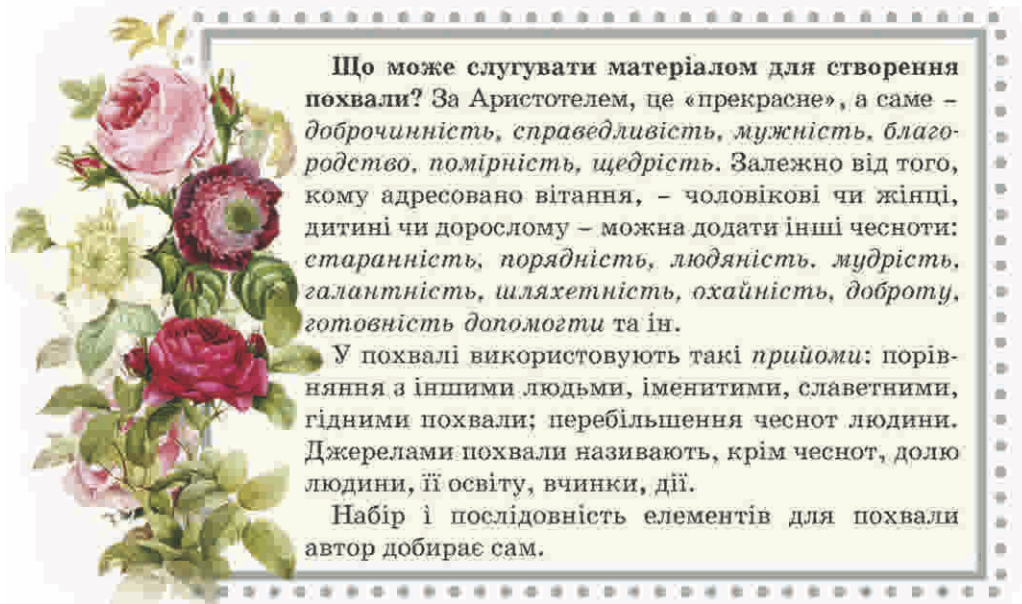 Що може слугувати матеріалом для створення
похвали? За Аристотелем, це «прекрасне», а саме –
доброчинність, справедливість, мужність, благо-
родство, помірність, щедрість. Залежно від того,
кому адресовано вітання, – чоловікові чи жінці,
дитині чи дорослому – можна додати інші чесноти:
старанність, порядність, людяність, мудрість,
галантність, шляхетність, охайність, доброту,
готовність допомогти та ін.
У похвалі використовують такі прийоми: порів-
няння з іншими людьми, іменитими, славетними,
гідними похвали; перебільшення чеснот людини.
Джерелами похвали називають, крім чеснот, долю
людини, її освіту, вчинки, дії.
Набір і послідовність елементів для похвали
автор добирає сам.